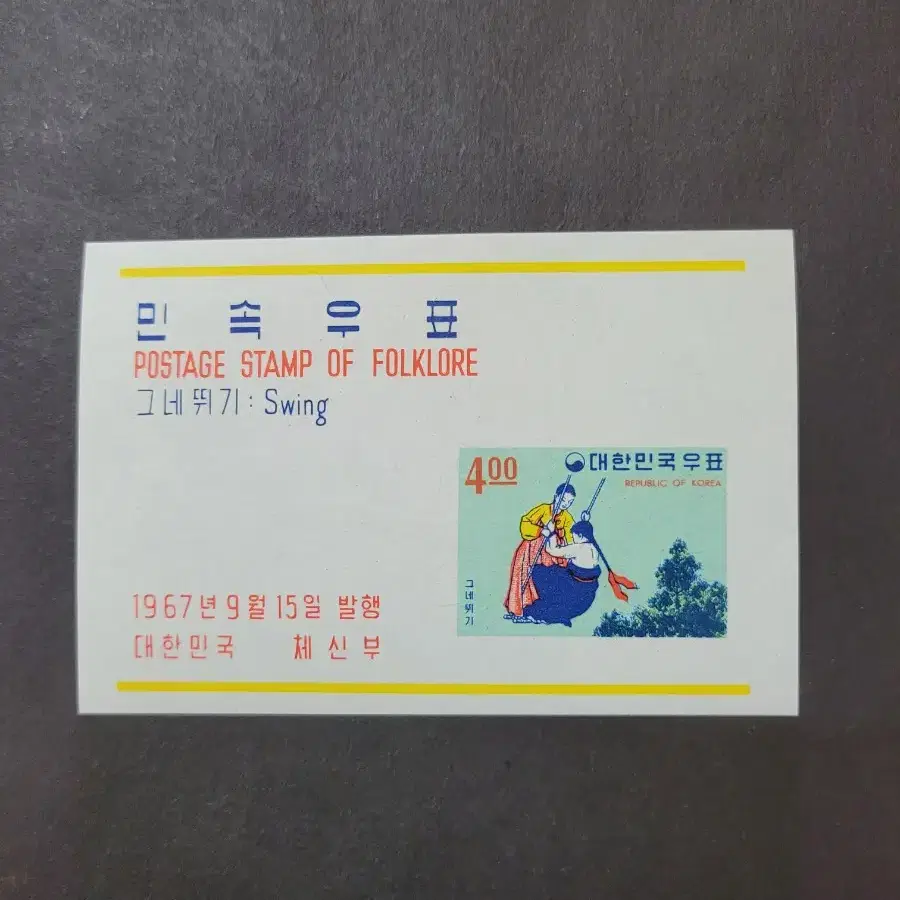 민속우표
POSTAGE STAMP OF FOLKLORE
그네뛰기 : Swing
4 00
대한민국우표
REPUBLIC OF KOREA
그네뛰기
1967년 9월 15일 발행
대한민국 체신부